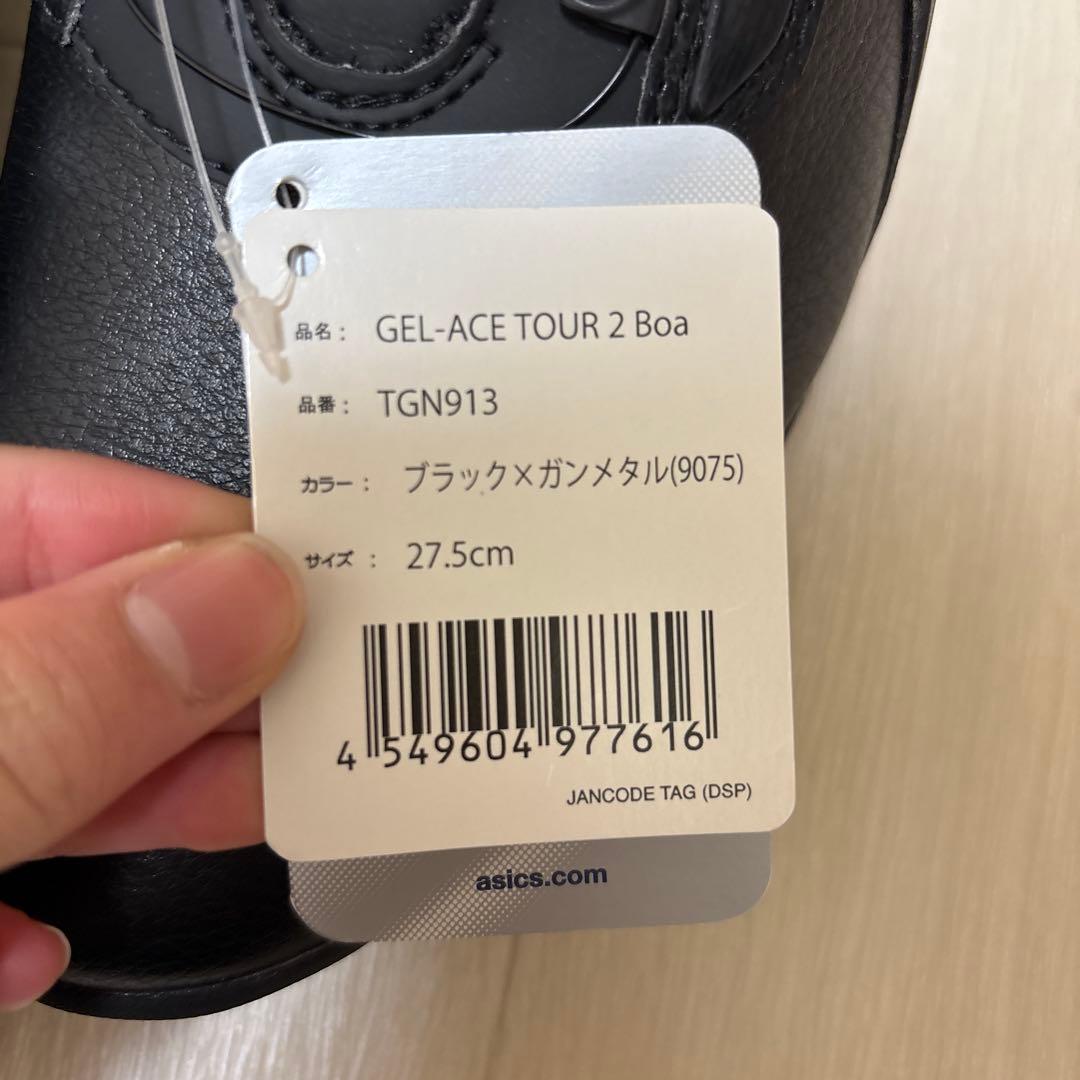 品名： GEL-ACE TOUR 2 Boa
品番： TGN913
カラー： ブラック×ガンメタル(9075)
サイズ： 27.5cm
4 549604 977616
JANCODE TAG (DSP)
asics.com